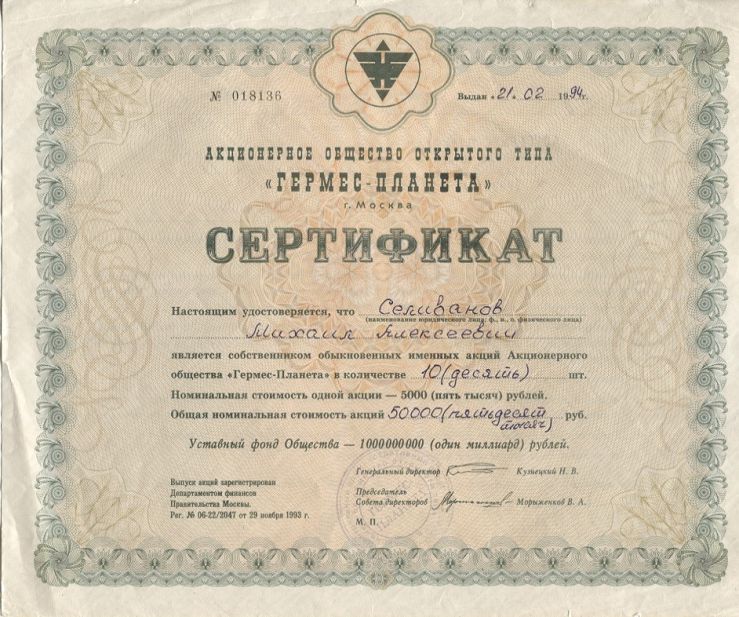 № 018136
Выдан «21» 02 1994г.
АКЦИОНЕРНОЕ ОБЩЕСТВО ОТКРЫТОГО ТИПА
«ГЕРМЕС-ПЛАНЕТА»
г. Москва
СЕРТИФИКАТ
Настоящим удостоверяется, что Селиванов
(наименование юридического лица; ф., и., о. физического лица)
Михаил Алексеевич
является собственником обыкновенных именных акций Акционерного
общества «Гермес-Планета» в количестве 10 (десять) шт.
Номинальная стоимость одной акции — 5000 (пять тысяч) рублей.
Общая номинальная стоимость акций 50000 (пятьдесят тысяч) руб.
Уставный фонд Общества — 1000000000 (один миллиард) рублей.
Генеральный директор Кузнецкий Н. В.
Председатель
Совета директоров Морыженков В. А.
М. П.
Выпуск акций зарегистрирован
Департаментом финансов
Правительства Москвы.
Рег. № 06-22/2047 от 29 ноября 1993 г.